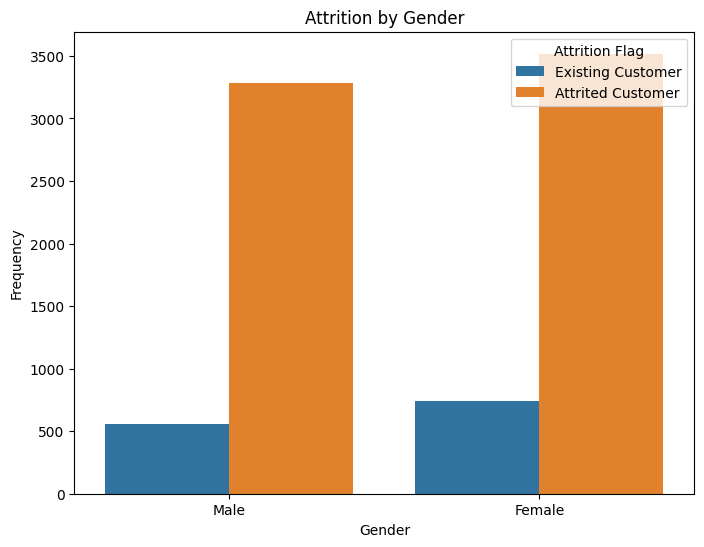 Attrition by Gender
Attrition Flag
Existing Customer
Attrited Customer
3500
3000
2500
2000
1500
1000
500
0
Frequency
Male
Female
Gender